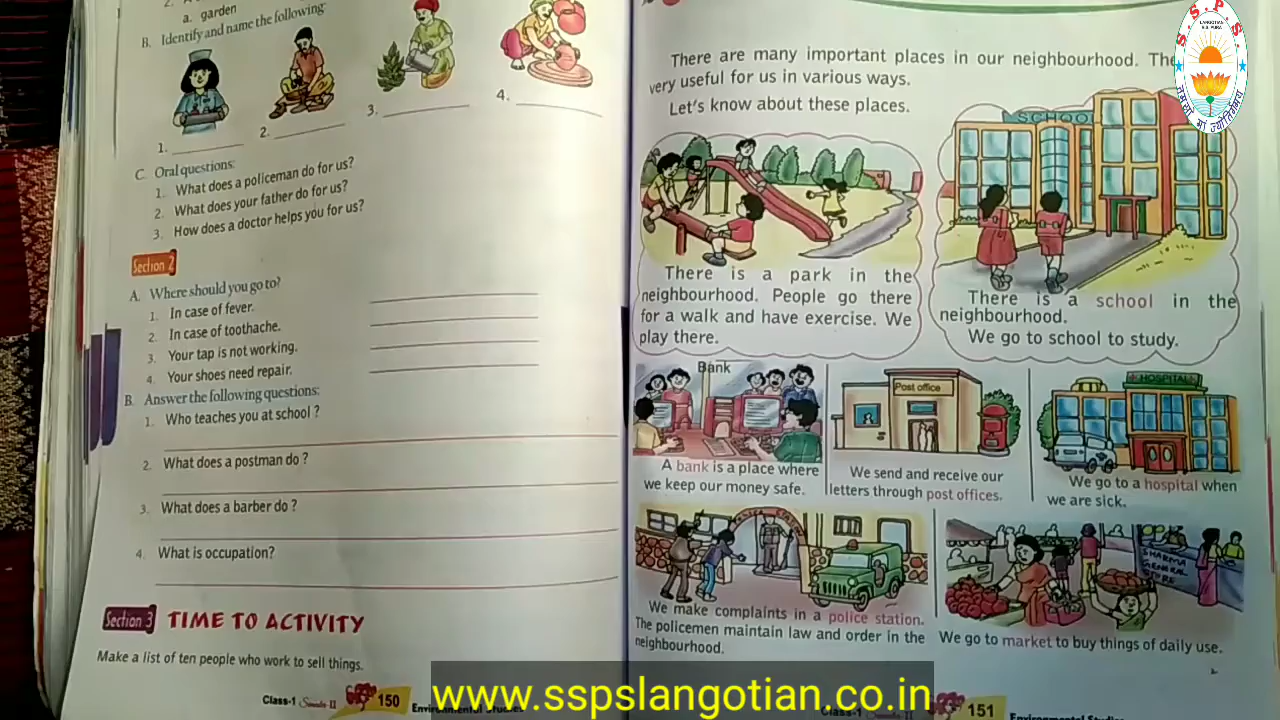 a. garden
B. Identify and name the following:
1.
2.
3.
4.
C. Oral questions:
1. What does a policeman do for us?
2. What does your father do for us?
3. How does a doctor helps you for us?
Section 2
A. Where should you go to?
1. In case of fever.
2. In case of toothache.
3. Your tap is not working.
4. Your shoes need repair.
B. Answer the following questions:
1. Who teaches you at school ?
2. What does a postman do ?
3. What does a barber do ?
4. What is occupation?
Section 3 TIME TO ACTIVITY
Make a list of ten people who work to sell things.
Class-1 150
There are many important places in our neighbourhood.
very useful for us in various ways.
Let's know about these places.
SCHOOL
There is a park in the
neighbourhood. People go there
for a walk and have exercise. We
play there.
There is a school in the
neighbourhood.
We go to school to study.
Bank
A bank is a place where
we keep our money safe.
Post office
We send and receive our
letters through post offices.
HOSPITAL
We go to a hospital when
we are sick.
POLICE STATION
We make complaints in a police station.
The policemen maintain law and order in the
neighbourhood.
SHARMA
GENERAL
STORE
We go to market to buy things of daily use.
151
S.S.P.S.
www.sspslangotian.co.in